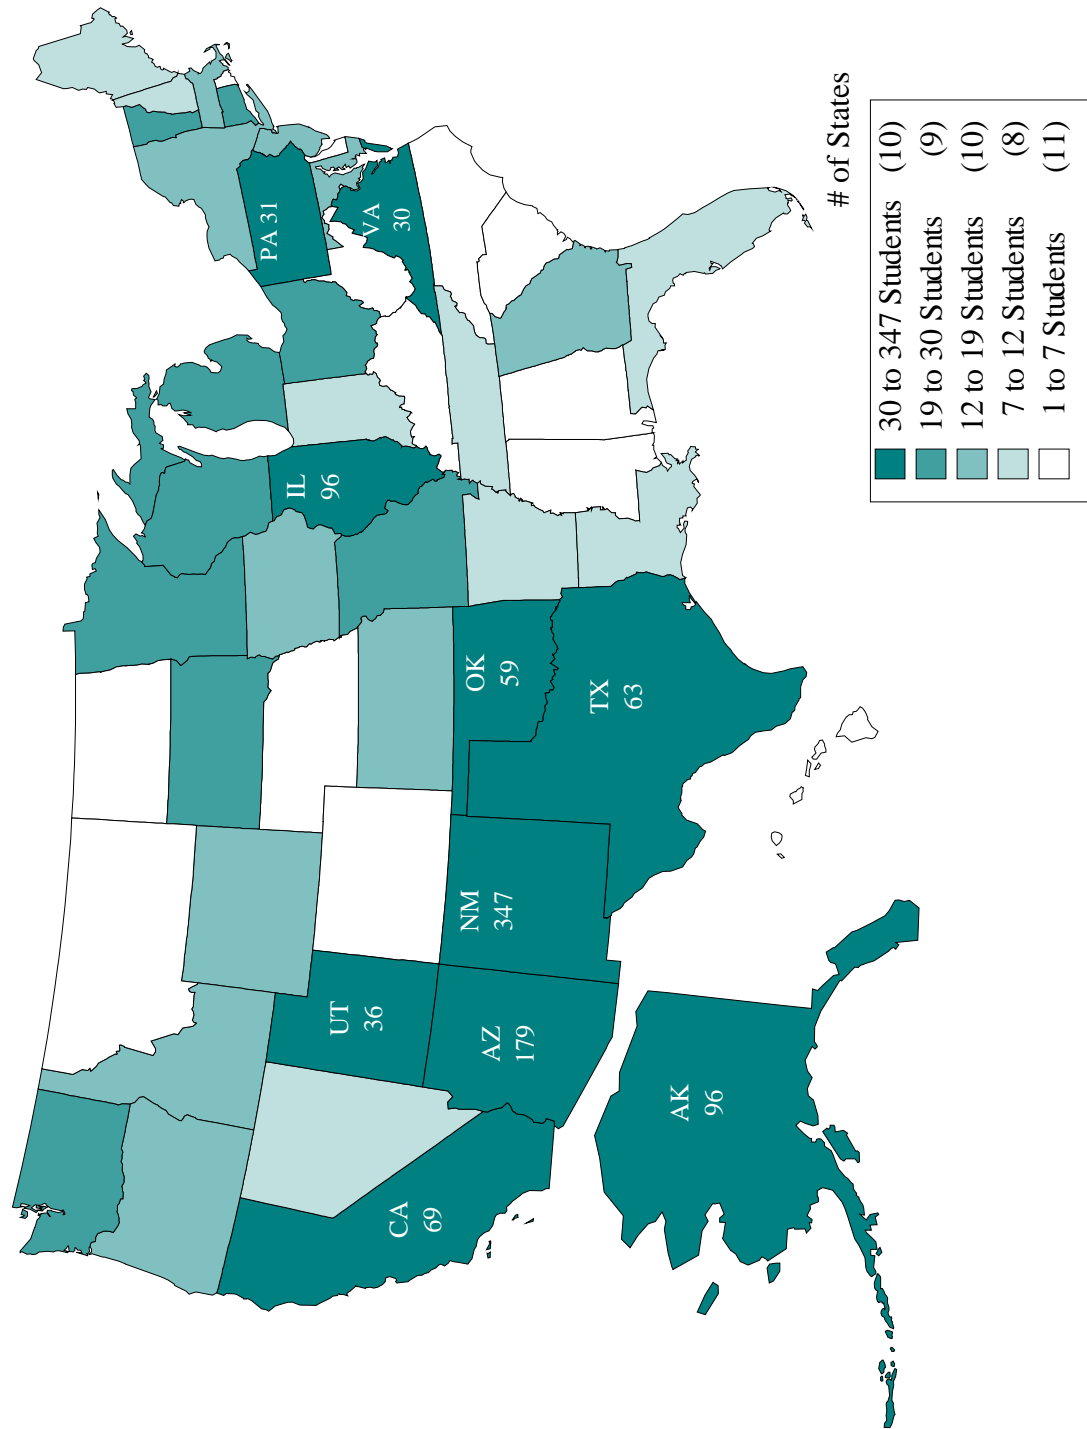 PA 31
VA
30
IL
96
OK
59
TX
63
NM
347
UT
36
AZ
179
CA
69
AK
96
# of States
30 to 347 Students (10)
19 to 30 Students (9)
12 to 19 Students (10)
7 to 12 Students (8)
1 to 7 Students (11)